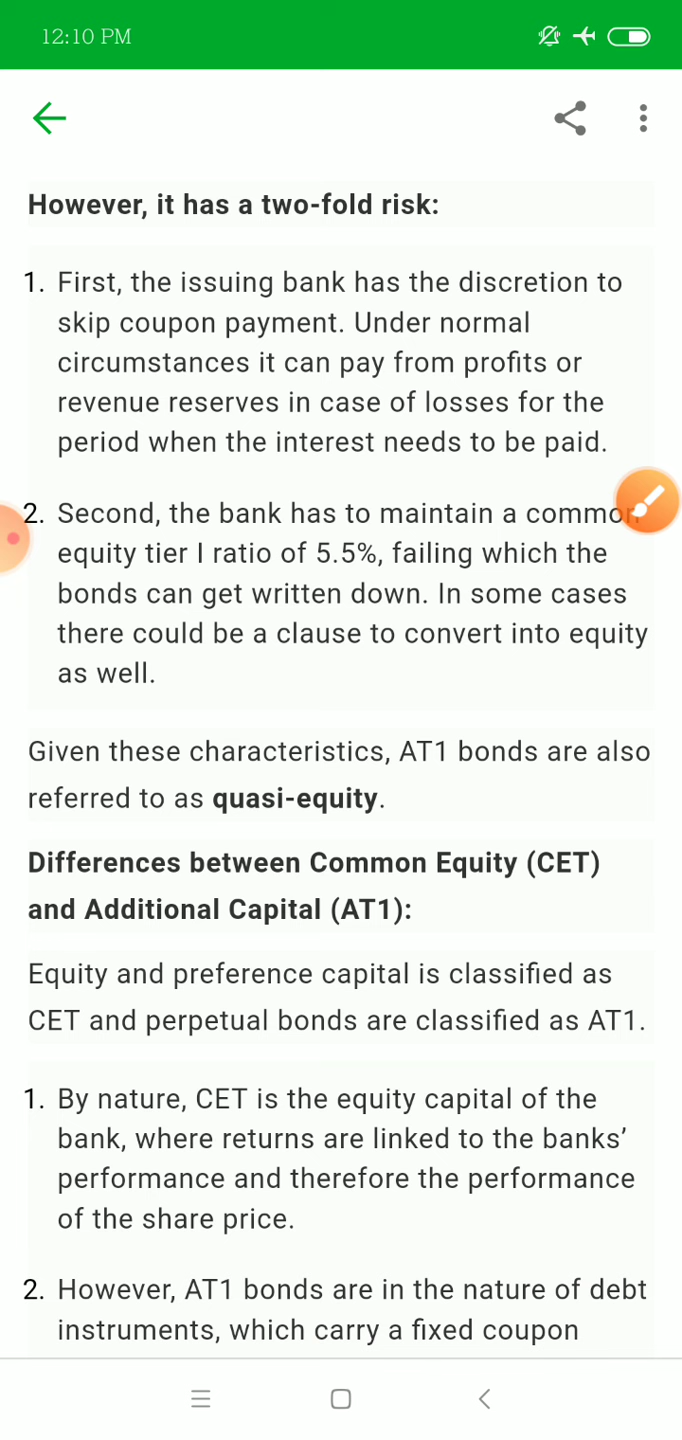 12:10 PM
However, it has a two-fold risk:
1. First, the issuing bank has the discretion to
skip coupon payment. Under normal
circumstances it can pay from profits or
revenue reserves in case of losses for the
period when the interest needs to be paid.
2. Second, the bank has to maintain a common
equity tier I ratio of 5.5%, failing which the
bonds can get written down. In some cases
there could be a clause to convert into equity
as well.
Given these characteristics, AT1 bonds are also
referred to as quasi-equity.
Differences between Common Equity (CET)
and Additional Capital (AT1):
Equity and preference capital is classified as
CET and perpetual bonds are classified as AT1.
1. By nature, CET is the equity capital of the
bank, where returns are linked to the banks’
performance and therefore the performance
of the share price.
2. However, AT1 bonds are in the nature of debt
instruments, which carry a fixed coupon